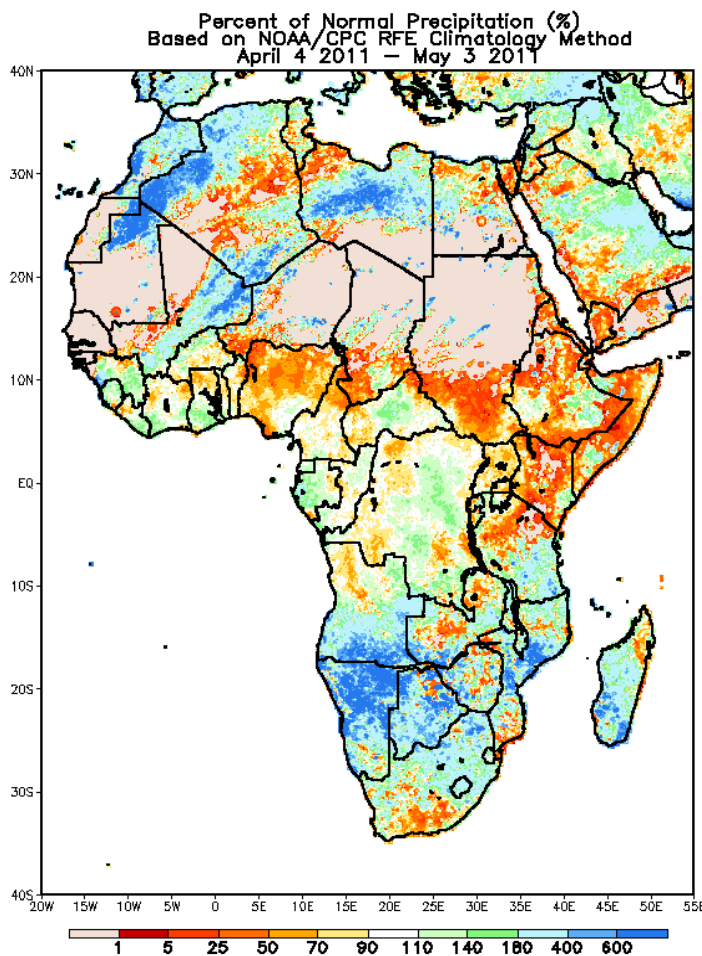 Percent of Normal Precipitation (%)
Based on NOAA/CPC RFE Climatology Method
April 4 2011 – May 3 2011
40N
30N
20N
10N
EQ
10S
20S
30S
40S
20W 15W 10W 5W 0 5E 10E 15E 20E 25E 30E 35E 40E 45E 50E 55E
1 5 25 50 70 90 110 140 180 400 600